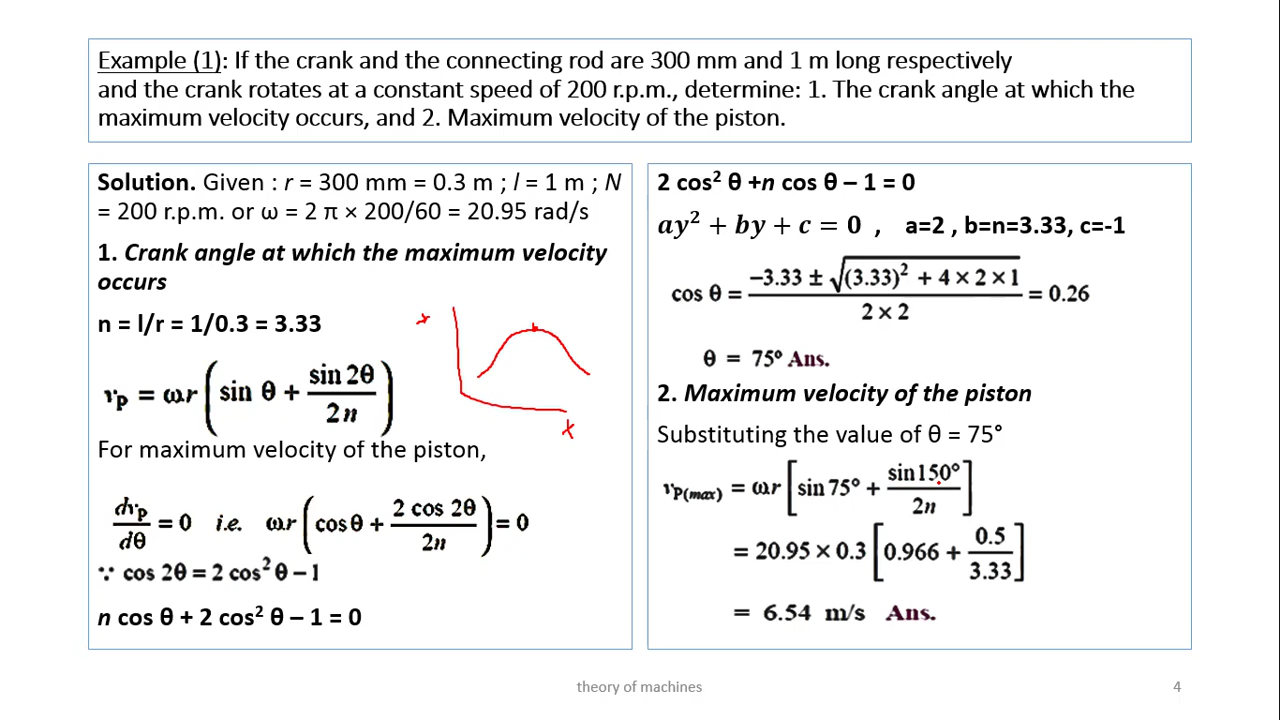 Example (1): If the crank and the connecting rod are 300 mm and 1 m long respectively
and the crank rotates at a constant speed of 200 r.p.m., determine: 1. The crank angle at which the
maximum velocity occurs, and 2. Maximum velocity of the piston.
Solution. Given : r = 300 mm = 0.3 m ; l = 1 m ; N
= 200 r.p.m. or ω = 2 π × 200/60 = 20.95 rad/s
1. Crank angle at which the maximum velocity
occurs
n = l/r = 1/0.3 = 3.33
v_P = ωr ( sin θ + sin 2θ / 2n )
For maximum velocity of the piston,
dv_P / dθ = 0 i.e. ωr ( cos θ + 2 cos 2θ / 2n ) = 0
∵ cos 2θ = 2 cos² θ – 1
n cos θ + 2 cos² θ – 1 = 0
x
x
2 cos² θ +n cos θ – 1 = 0
ay² + by + c = 0 , a=2 , b=n=3.33, c=-1
cos θ = –3.33 ± √((3.33)² + 4 × 2 × 1) / 2 × 2 = 0.26
θ = 75° Ans.
2. Maximum velocity of the piston
Substituting the value of θ = 75°
v_P(max) = ωr [ sin 75° + sin150° / 2n ]
= 20.95 × 0.3 [ 0.966 + 0.5 / 3.33 ]
= 6.54 m/s Ans.
theory of machines
4